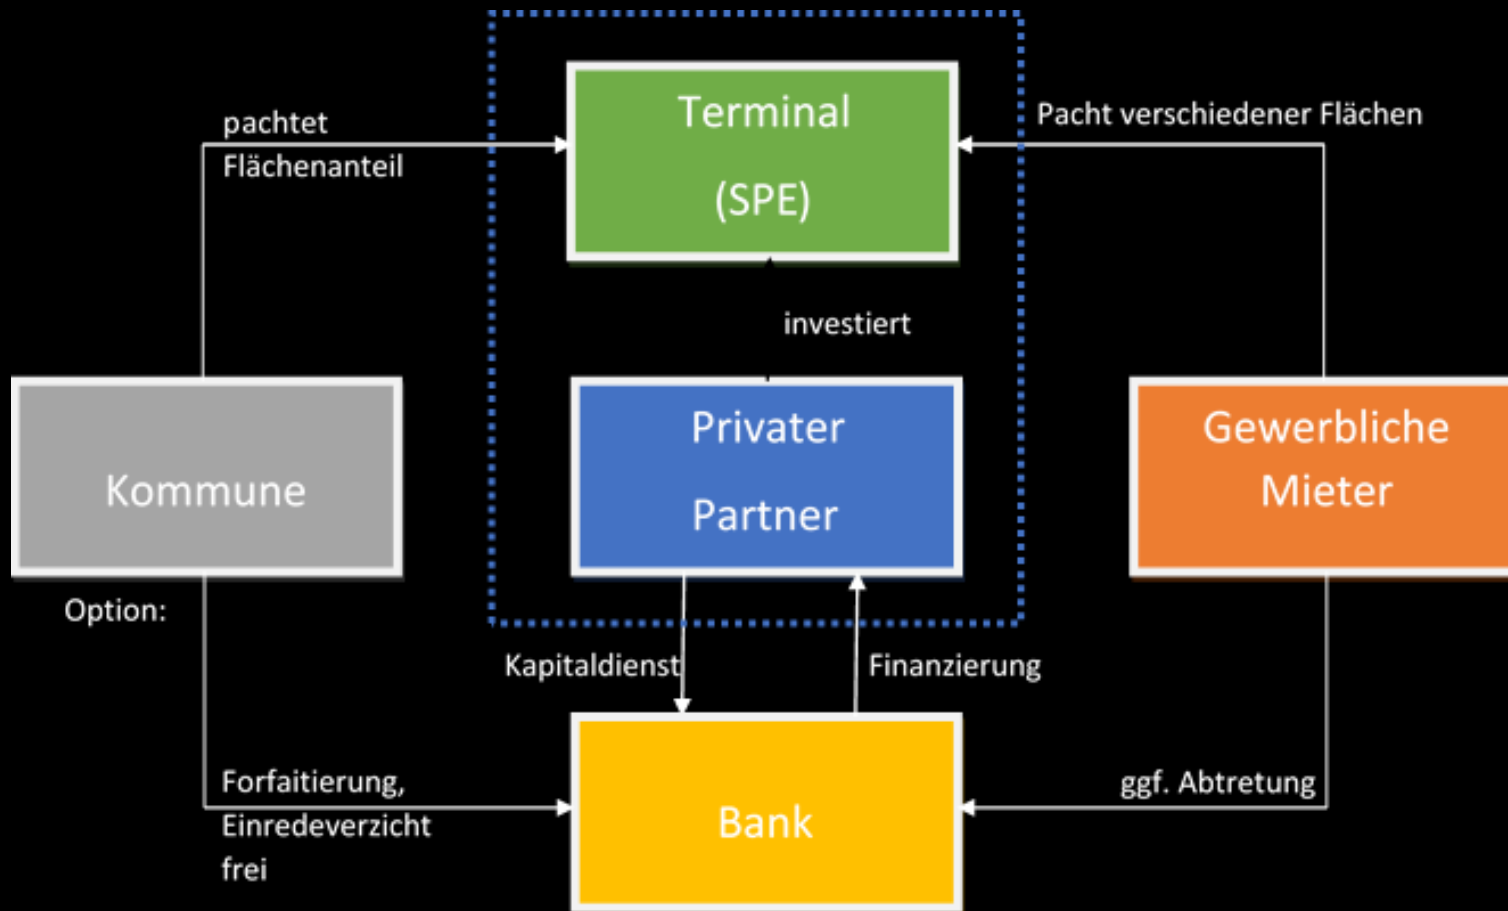 Terminal
(SPE)
pachtet
Flächenanteil
Pacht verschiedener Flächen
investiert
Kommune
Privater
Partner
Gewerbliche
Mieter
Option:
Kapitaldienst
Finanzierung
Forfaitierung,
Einredeverzicht
frei
Bank
ggf. Abtretung